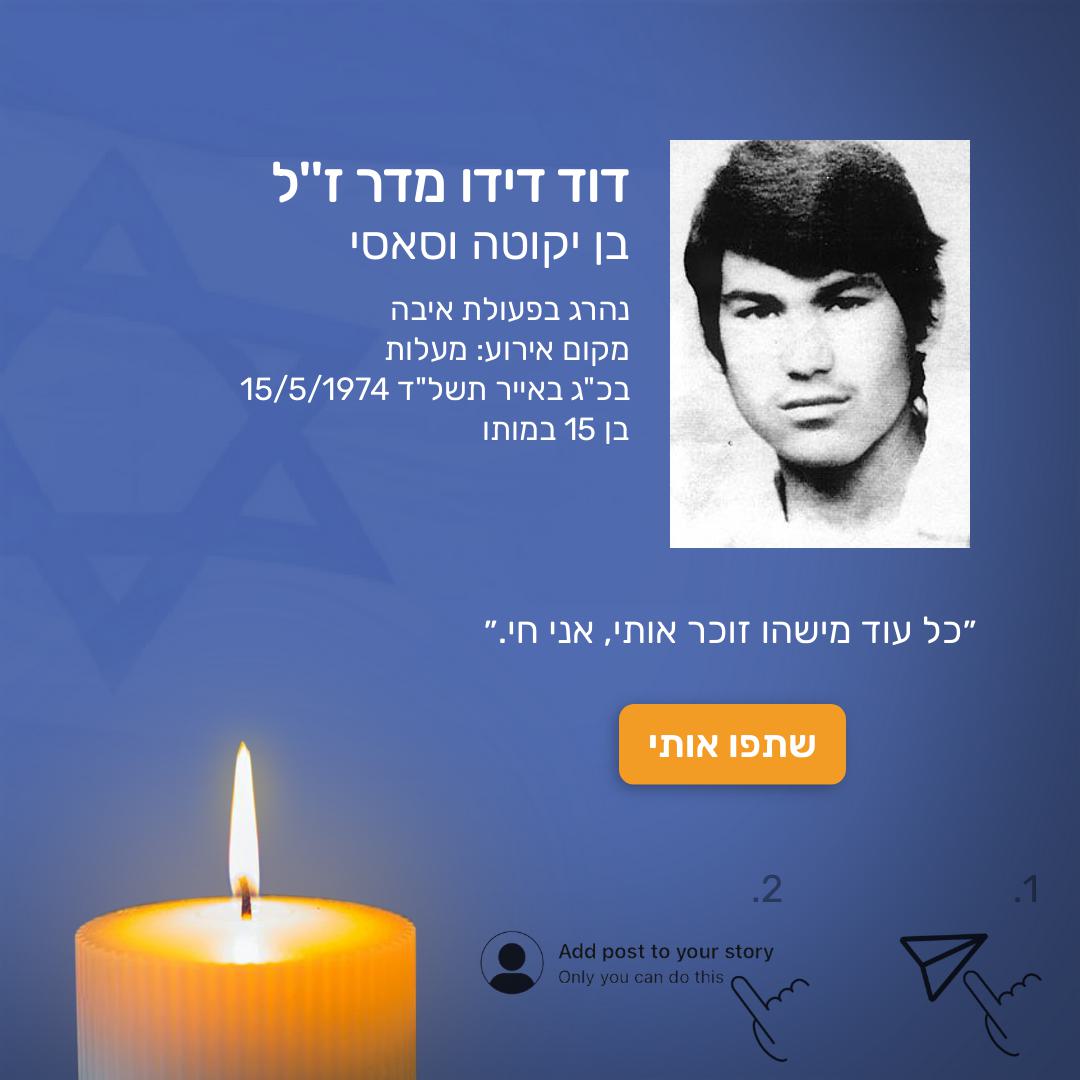 דוד דידו מדר ז"ל
בן יקוטה וסאסי
נהרג בפעולת איבה
מקום אירוע: מעלות
בכ"ג באייר תשל"ד 15/5/1974
בן 15 במותו
״כל עוד מישהו זוכר אותי, אני חי.״
שתפו אותי
1.
2.
Add post to your story
Only you can do this